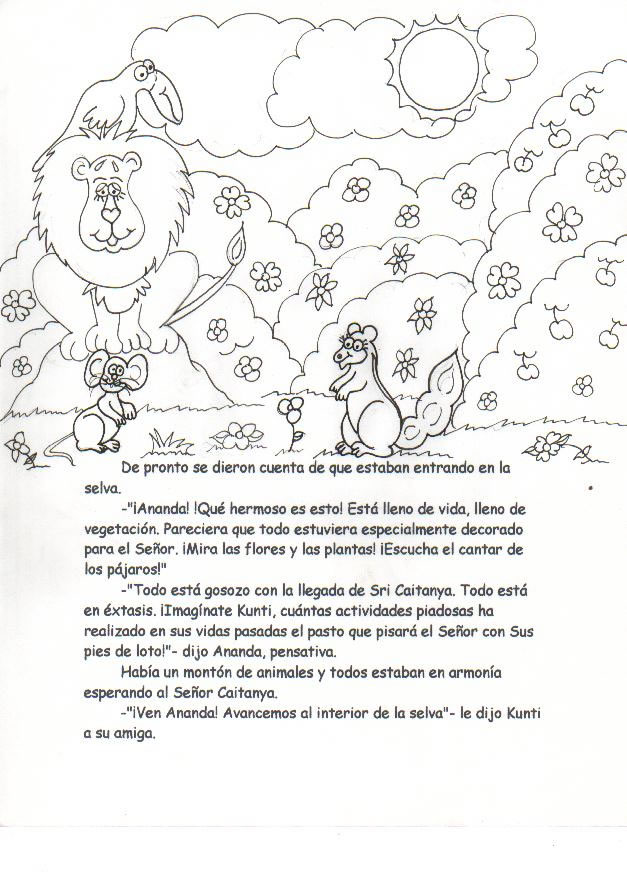 De pronto se dieron cuenta de que estaban entrando en la
selva.
-"¡Ananda! !Qué hermoso es esto! Está lleno de vida, lleno de
vegetación. Pareciera que todo estuviera especialmente decorado
para el Señor. ¡Mira las flores y las plantas! ¡Escucha el cantar de
los pájaros!"
-"Todo está gosozo con la llegada de Sri Caitanya. Todo está
en éxtasis. ¡Imagínate Kunti, cuántas actividades piadosas ha
realizado en sus vidas pasadas el pasto que pisará el Señor con Sus
pies de loto!"- dijo Ananda, pensativa.
Había un montón de animales y todos estaban en armonía
esperando al Señor Caitanya.
-"¡Ven Ananda! Avancemos al interior de la selva"- le dijo Kunti
a su amiga.